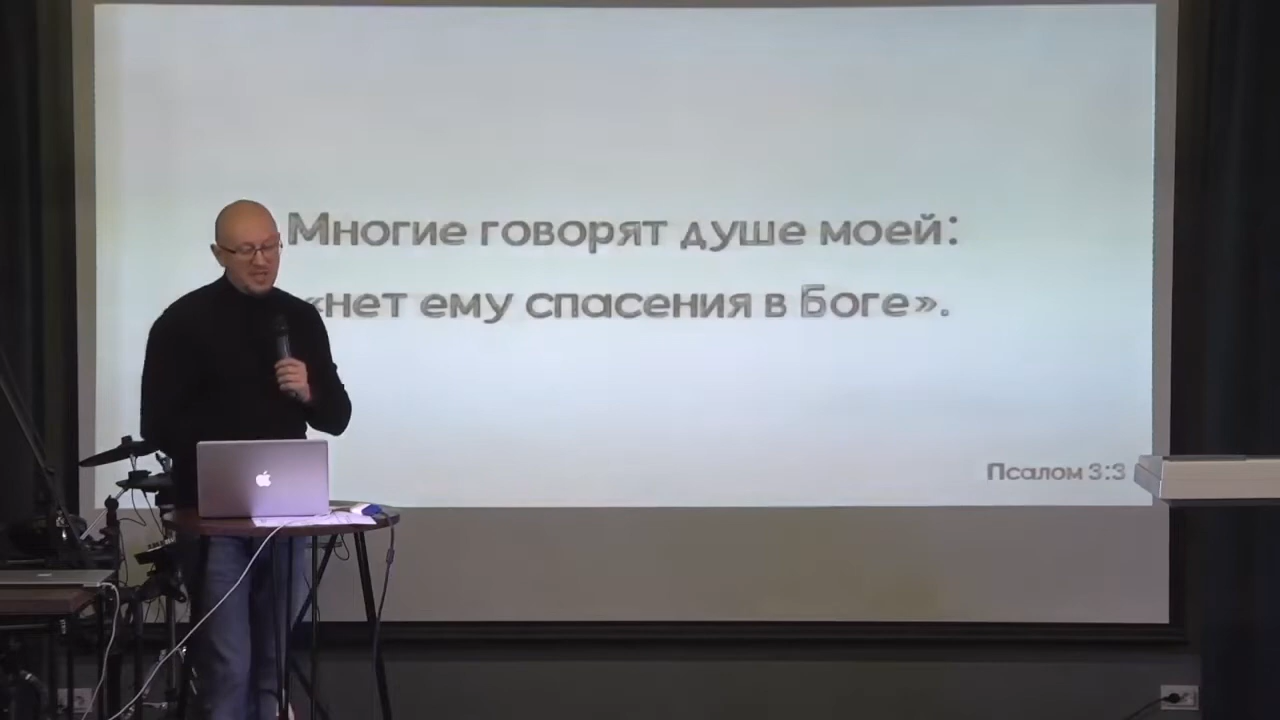 Многие говорят душе моей:
«нет ему спасения в Боге».
Псалом 3:3